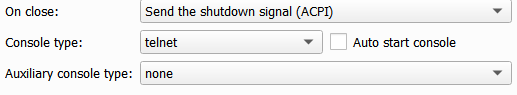 On close: Send the shutdown signal (ACPI)
Console type: telnet Auto start console
Auxiliary console type: none